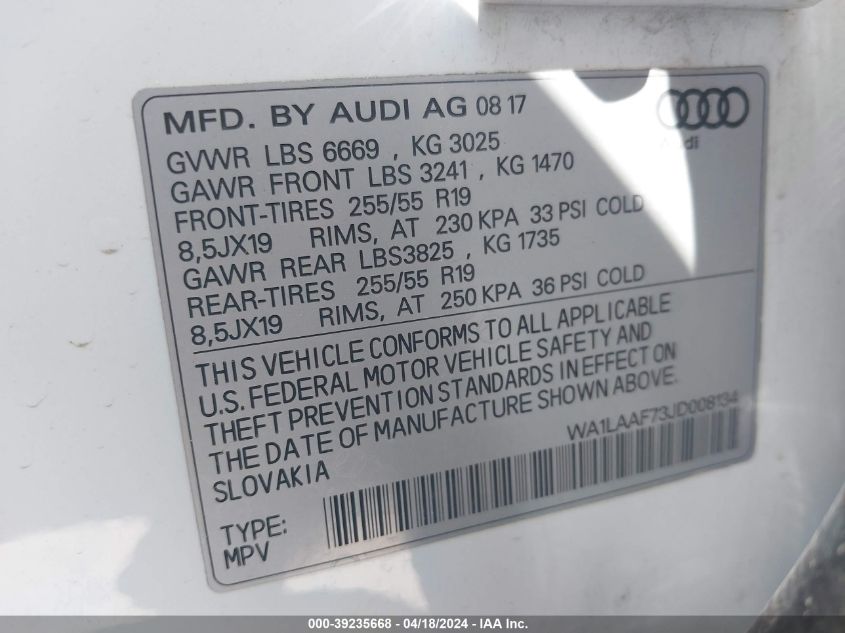 MFD. BY AUDI AG 08 17
GVWR LBS 6669 , KG 3025
GAWR FRONT LBS 3241 , KG 1470
FRONT-TIRES 255/55 R19
8,5JX19 RIMS, AT 230 KPA 33 PSI COLD
GAWR REAR LBS3825 , KG 1735
REAR-TIRES 255/55 R19
8,5JX19 RIMS, AT 250 KPA 36 PSI COLD
Audi
THIS VEHICLE CONFORMS TO ALL APPLICABLE
U.S. FEDERAL MOTOR VEHICLE SAFETY AND
THEFT PREVENTION STANDARDS IN EFFECT ON
THE DATE OF MANUFACTURE SHOWN ABOVE.
SLOVAKIA
WA1LAAF73JD008134
TYPE:
MPV
000-39235668 - 04/18/2024 - IAA Inc.